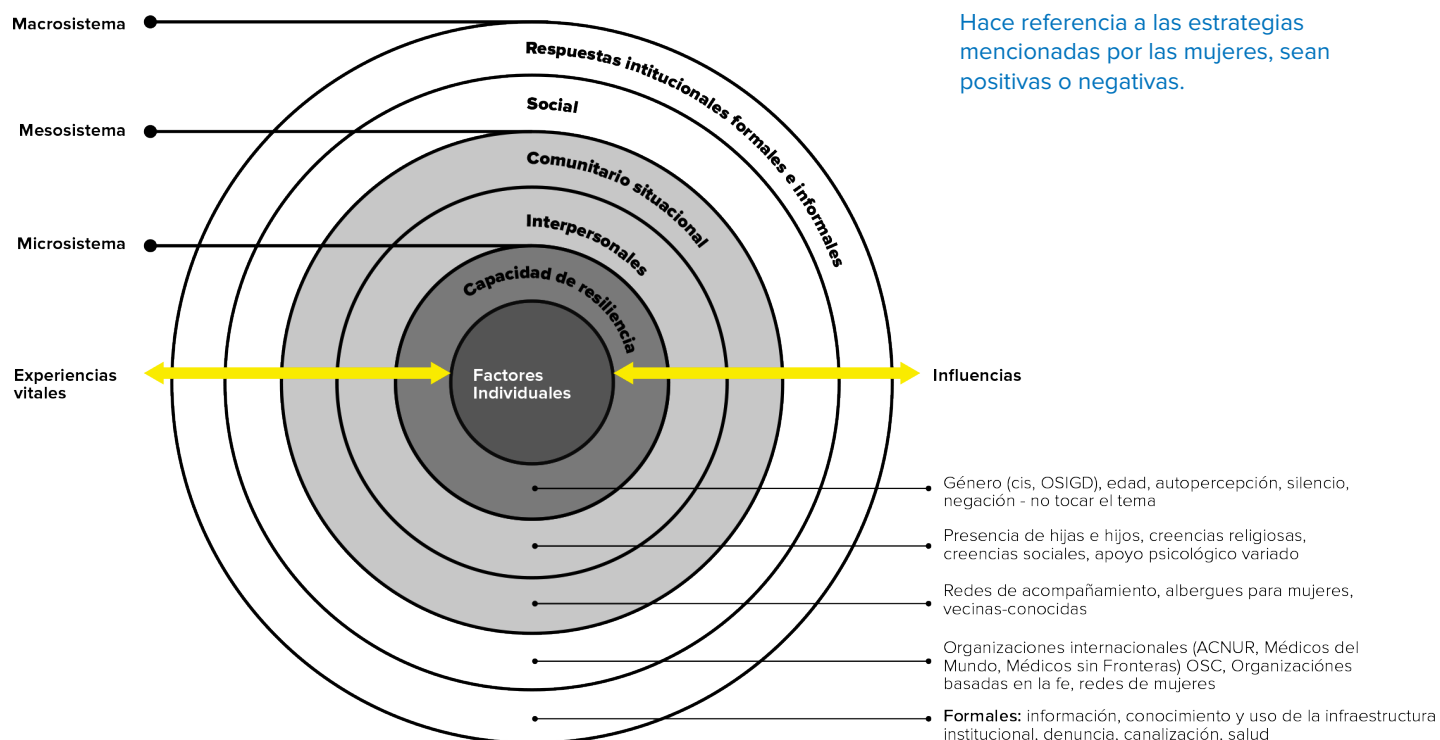 Macrosistema
Hace referencia a las estrategias
mencionadas por las mujeres, sean
positivas o negativas.
Respuestas intitucionales formales e informales
Social
Mesosistema
Comunitario situacional
Interpersonales
Microsistema
Capacidad de resiliencia
Experiencias
vitales
Factores
Individuales
Influencias
Género (cis, OSIGD), edad, autopercepción, silencio,
negación - no tocar el tema
Presencia de hijas e hijos, creencias religiosas,
creencias sociales, apoyo psicológico variado
Redes de acompañamiento, albergues para mujeres,
vecinas-conocidas
Organizaciones internacionales (ACNUR, Médicos del
Mundo, Médicos sin Fronteras) OSC, Organizaciónes
basadas en la fe, redes de mujeres
Formales: información, conocimiento y uso de la infraestructura
institucional, denuncia, canalización, salud